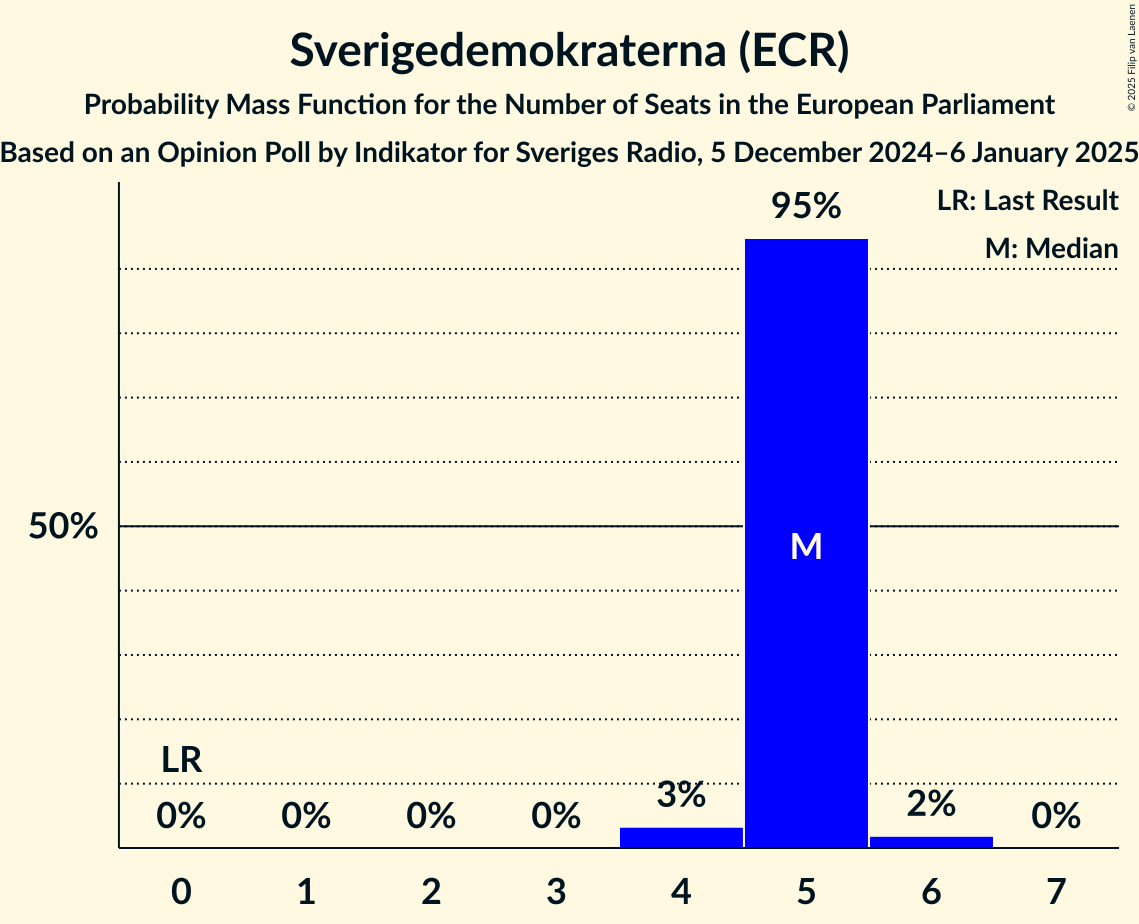 Sverigedemokraterna (ECR)
Probability Mass Function for the Number of Seats in the European Parliament
Based on an Opinion Poll by Indikator for Sveriges Radio, 5 December 2024–6 January 2025
© 2025 Filip van Laenen
LR: Last Result
M: Median
95%
50%
M
LR
0% 0% 0% 0% 3% 2% 0%
0 1 2 3 4 5 6 7